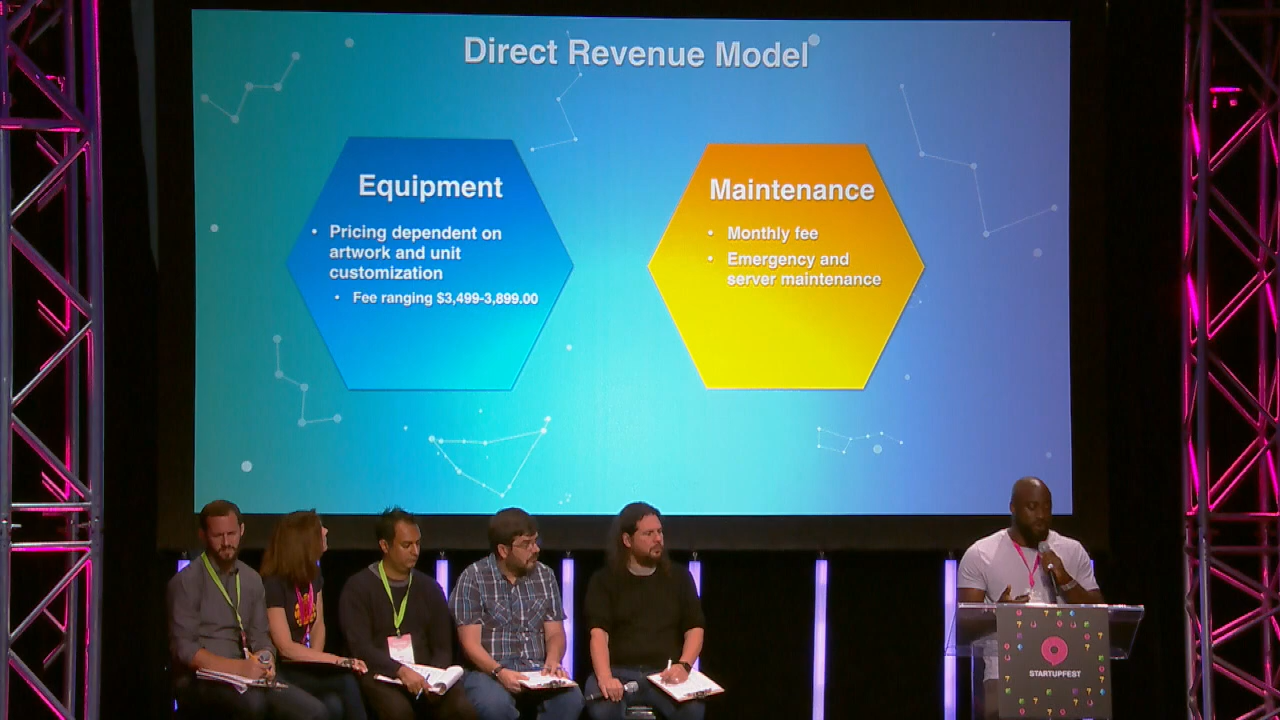 Direct Revenue Model
Equipment
• Pricing dependent on
artwork and unit
customization
• Fee ranging $3,499-3,899.00
Maintenance
• Monthly fee
• Emergency and
server maintenance
STARTUPFEST